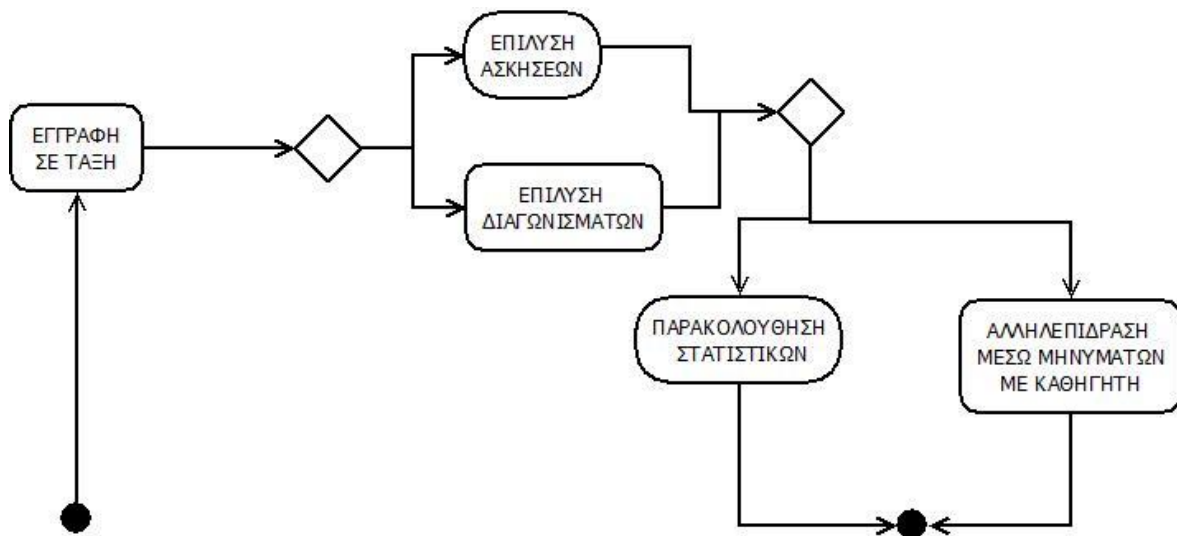 ΕΠΙΛΥΣΗ
ΑΣΚΗΣΕΩΝ
ΕΓΓΡΑΦΗ
ΣΕ ΤΑΞΗ
ΕΠΙΛΥΣΗ
ΔΙΑΓΩΝΙΣΜΑΤΩΝ
ΠΑΡΑΚΟΛΟΥΘΗΣΗ
ΣΤΑΤΙΣΤΙΚΩΝ
ΑΛΛΗΛΕΠΙΔΡΑΣΗ
ΜΕΣΩ ΜΗΝΥΜΑΤΩΝ
ΜΕ ΚΑΘΗΓΗΤΗ